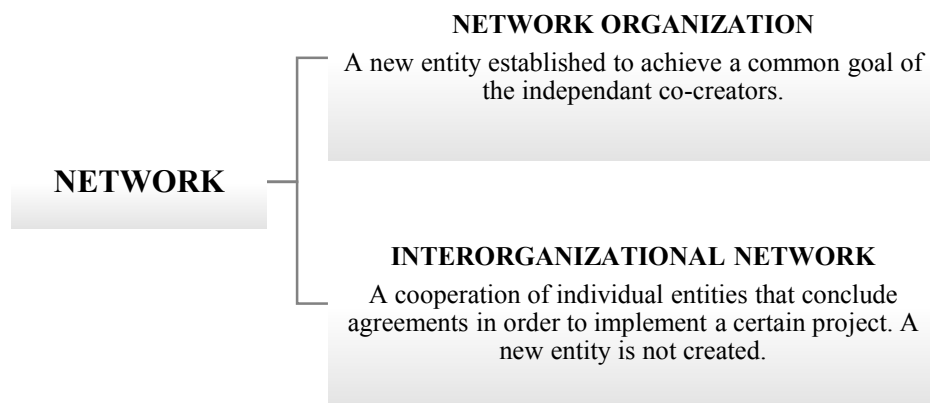 NETWORK ORGANIZATION
A new entity established to achieve a common goal of
the independant co-creators.
NETWORK
INTERORGANIZATIONAL NETWORK
A cooperation of individual entities that conclude
agreements in order to implement a certain project. A
new entity is not created.